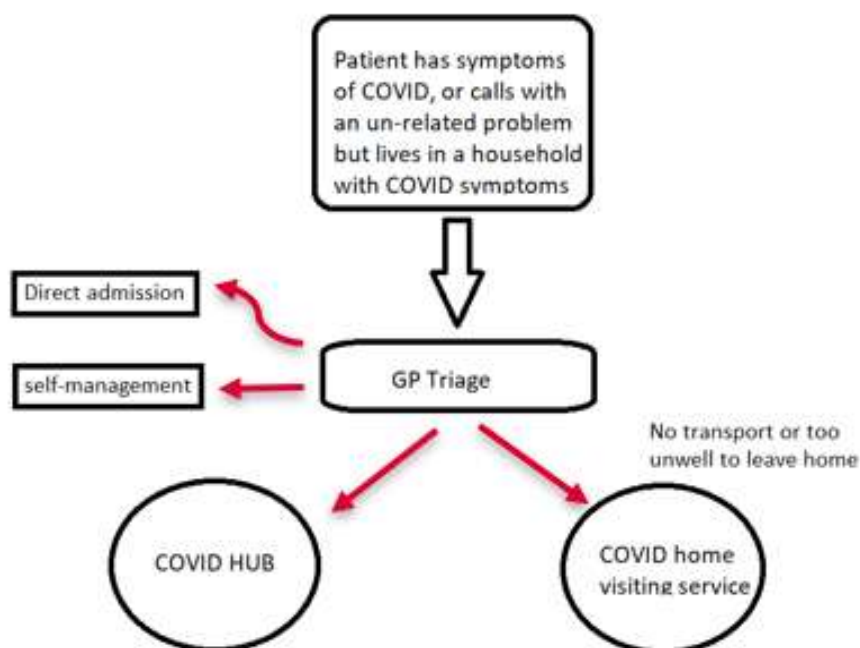 Patient has symptoms
of COVID, or calls with
an un-related problem
but lives in a household
with COVID symptoms
Direct admission
self-management
GP Triage
No transport or too
unwell to leave home
COVID HUB
COVID home
visiting service